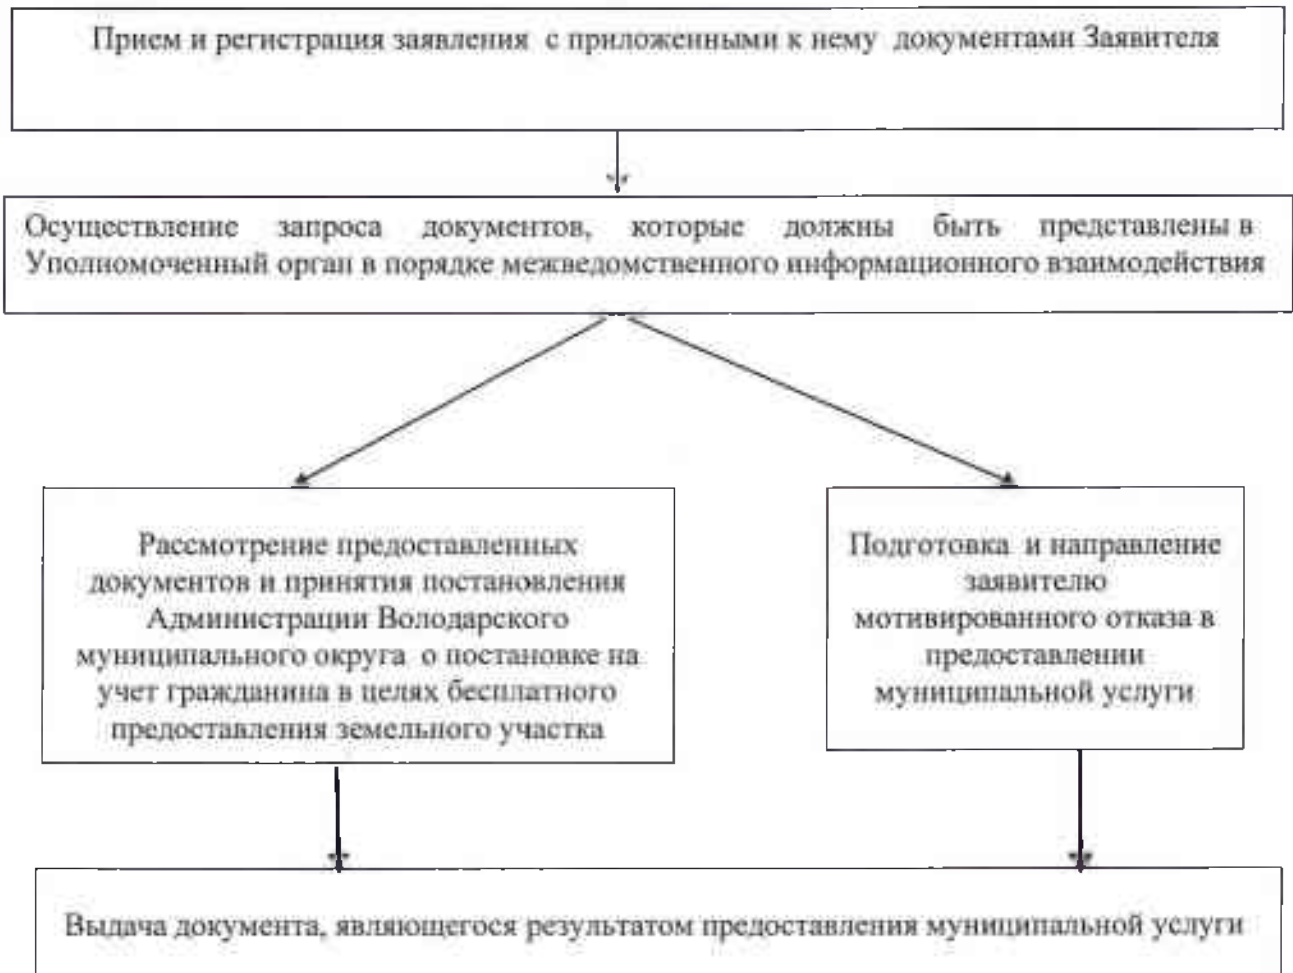 Прием и регистрация заявления с приложенными к нему документами Заявителя
Осуществление запроса документов, которые должны быть представлены в
Уполномоченный орган в порядке межведомственного информационного взаимодействия
Рассмотрение предоставленных
документов и принятия постановления
Администрации Володарского
муниципального округа о постановке на
учет гражданина в целях бесплатного
предоставления земельного участка
Подготовка и направление
заявителю
мотивированного отказа в
предоставлении
муниципальной услуги
Выдача документа, являющегося результатом предоставления муниципальной услуги